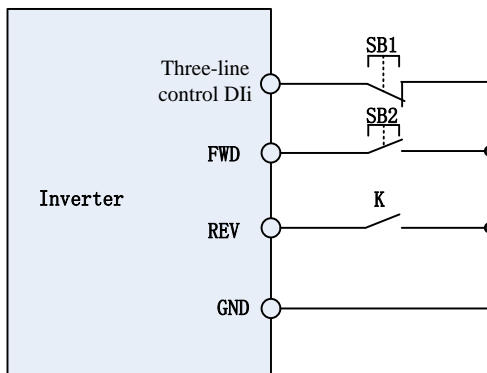 SB1
Three-line
control DIi
SB2
FWD
Inverter
K
REV
GND